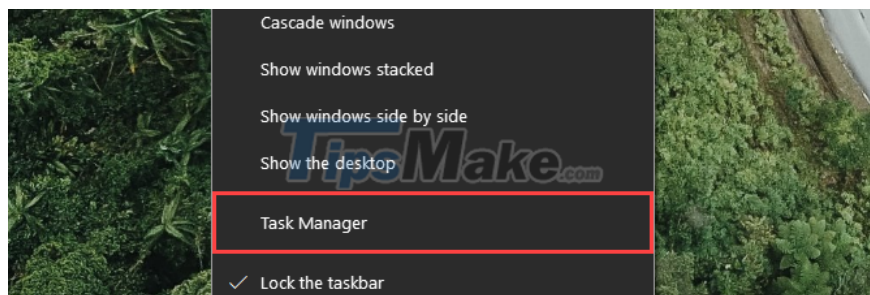 Cascade windows
Show windows stacked
Show windows side by side
Show the desktop
TipsMake.com
Task Manager
Lock the taskbar